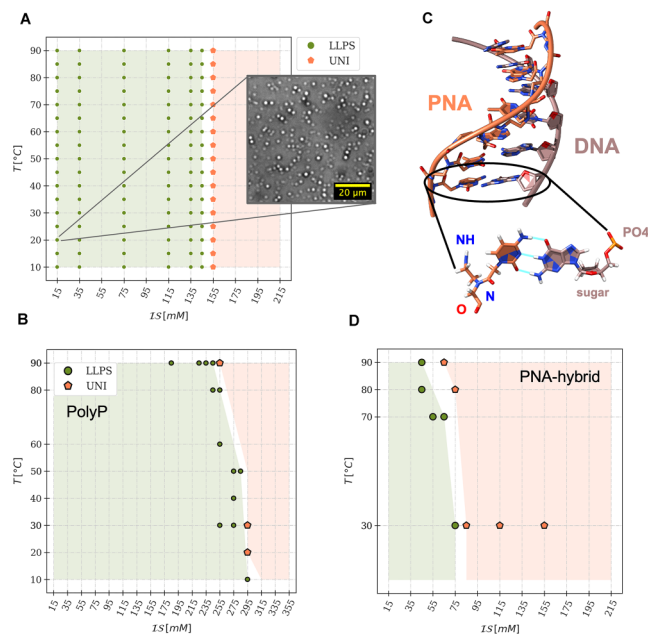 A
LLPS
UNI
C
90
80
70
60
50
40
30
20
10
T[°C]
20 μm
15
35
55
75
95
115
135
155
175
195
215
IS[mM]
PNA
DNA
NH
PO4
N
O
sugar
B
LLPS
UNI
PolyP
90
80
60
50
40
30
20
10
T[°C]
15
35
55
75
95
115
135
155
175
195
215
235
255
275
295
315
335
355
IS[mM]
D
PNA-hybrid
90
80
70
30
T[°C]
15
35
55
75
95
115
135
155
175
195
215
IS[mM]